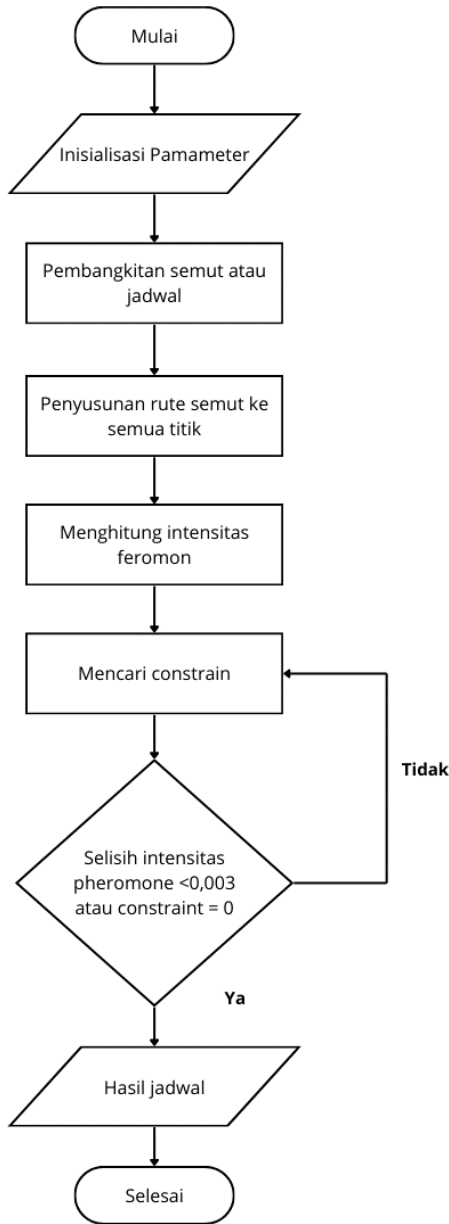 Mulai
Inisialisasi Pamameter
Pembangkitan semut atau
jadwal
Penyusunan rute semut ke
semua titik
Menghitung intensitas
feromon
Mencari constrain
Tidak
Selisih intensitas
pheromone <0,003
atau constraint = 0
Ya
Hasil jadwal
Selesai